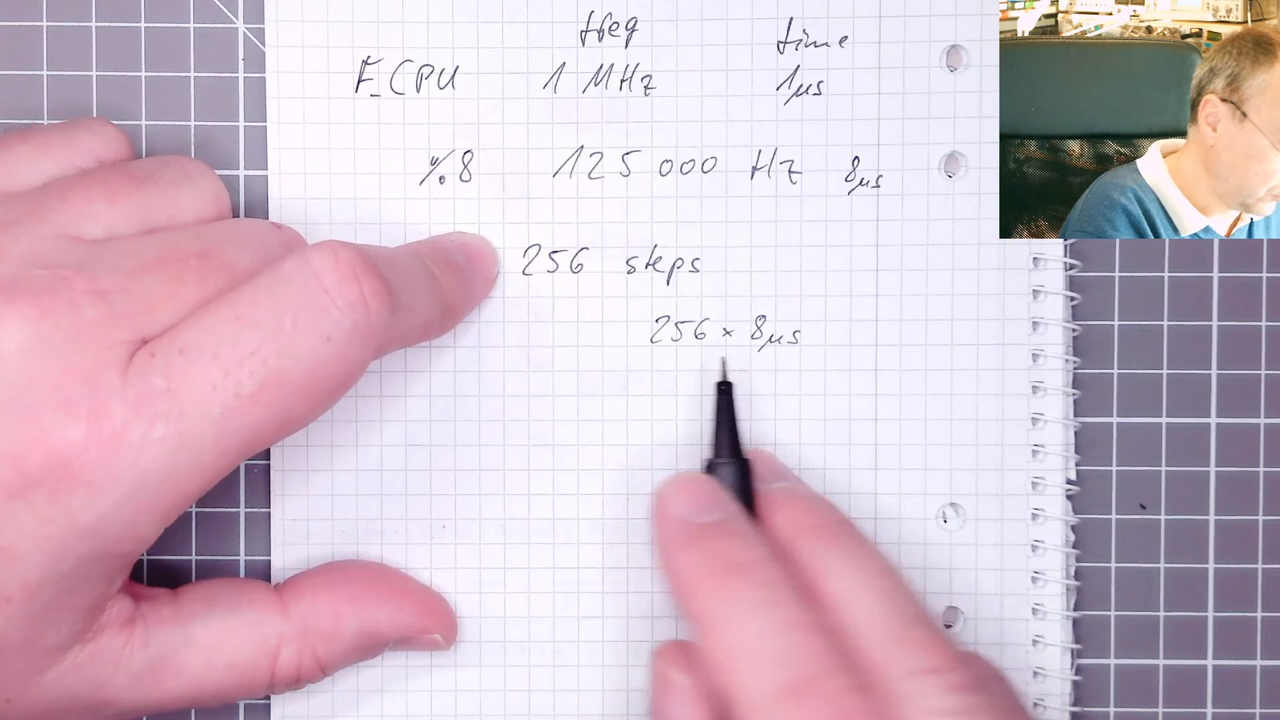 freq time
F_CPU 1 MHz 1µs
%8 125 000 Hz 8µs
256 steps
256 × 8µs